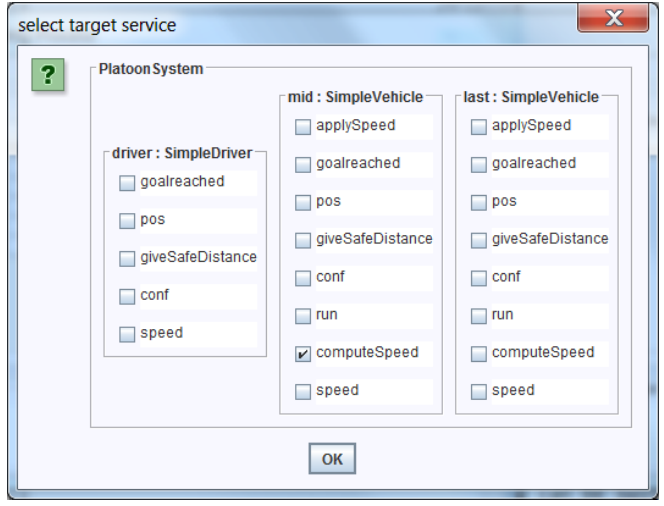 select target service
X
?
PlatoonSystem
driver : SimpleDriver
goalreached
pos
giveSafeDistance
conf
speed
mid : SimpleVehicle
applySpeed
goalreached
pos
giveSafeDistance
conf
run
computeSpeed
speed
last : SimpleVehicle
applySpeed
goalreached
pos
giveSafeDistance
conf
run
computeSpeed
speed
OK